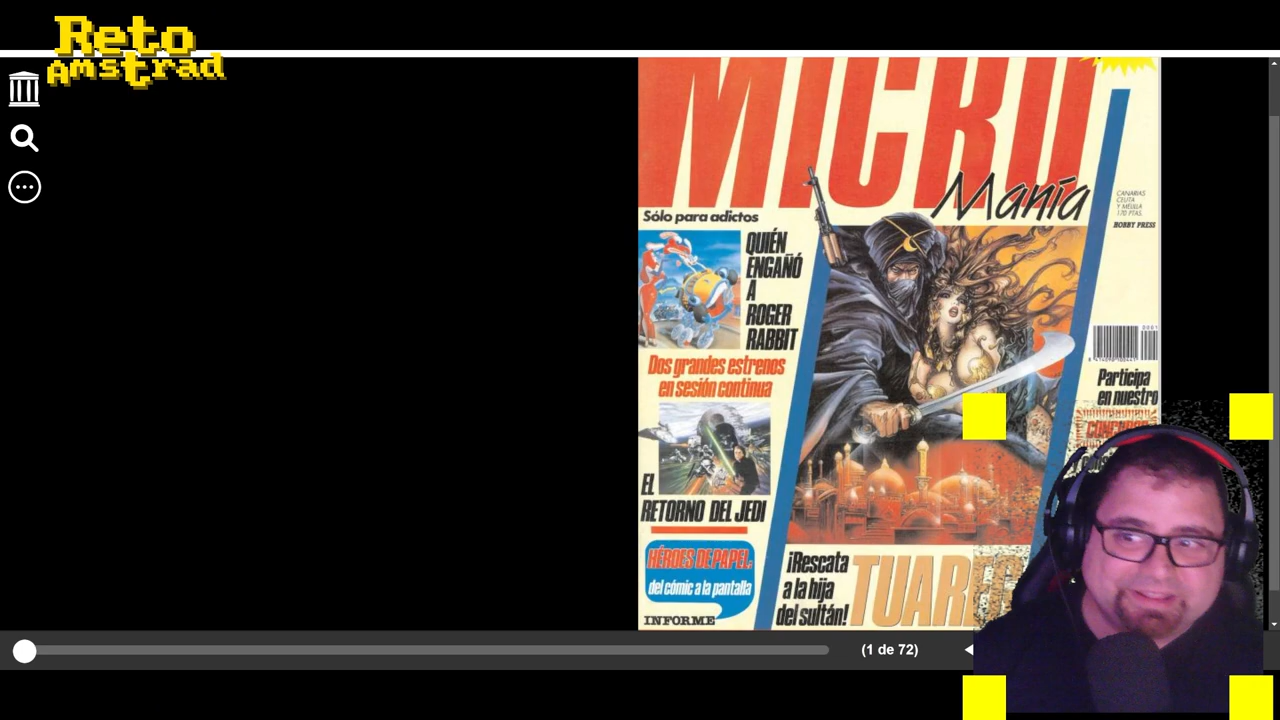 Reto
Amstrad
MICRO
Manía
Sólo para adictos
CANARIAS
CEUTA
Y MELILLA
170 PTAS.
HOBBY PRESS
QUIÉN
ENGAÑÓ
A
ROGER
RABBIT
Dos grandes estrenos
en sesión continua
EL
RETORNO DEL JEDI
HÉROES DE PAPEL:
del cómic a la pantalla
INFORME
¡Rescata
a la hija
del sultán!
Participa
en nuestro
(1 de 72)